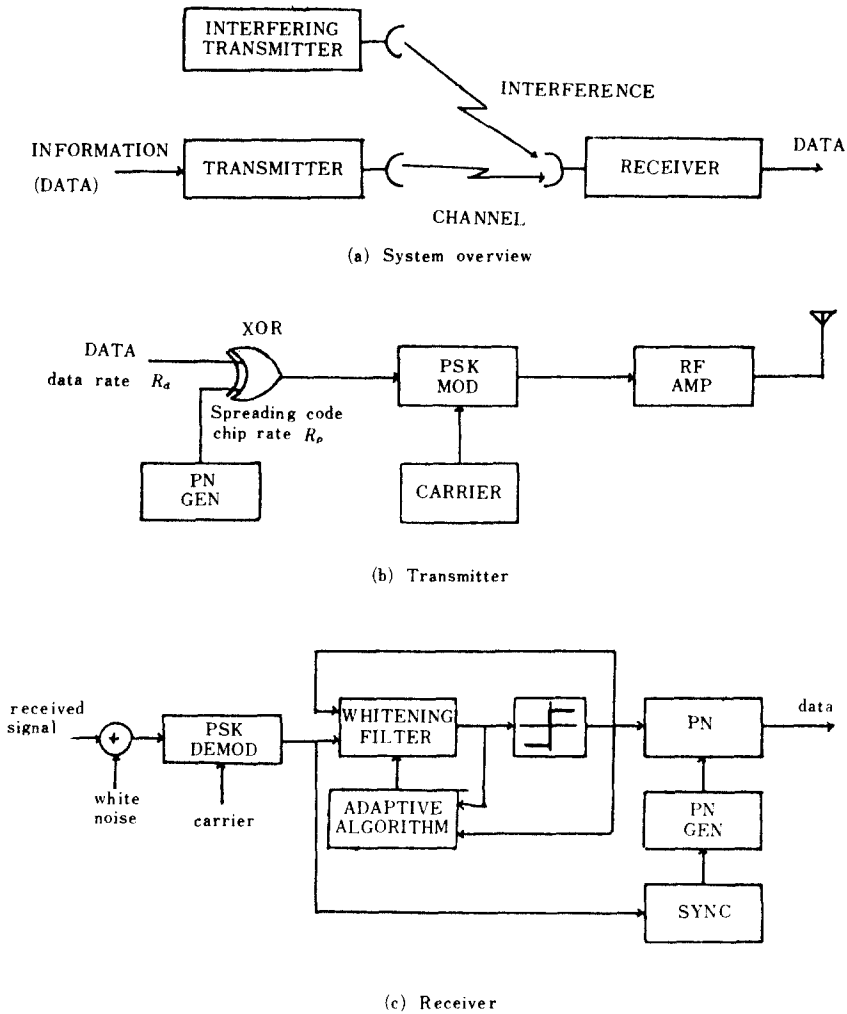 INTERFERING
TRANSMITTER
INTERFERENCE
INFORMATION
(DATA)
TRANSMITTER
RECEIVER
DATA
CHANNEL
(a) System overview
XOR
DATA
data rate R_d
PSK
MOD
RF
AMP
Spreading code
chip rate R_p
PN
GEN
CARRIER
(b) Transmitter
received
signal
+
PSK
DEMOD
WHITENING
FILTER
PN
data
white
noise
carrier
ADAPTIVE
ALGORITHM
PN
GEN
SYNC
(c) Receiver